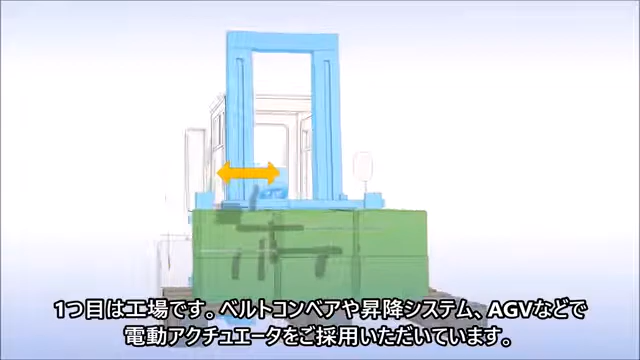 1つ目は工場です。ベルトコンベアや昇降システム、AGVなどで
電動アクチュエータをご採用いただいています。